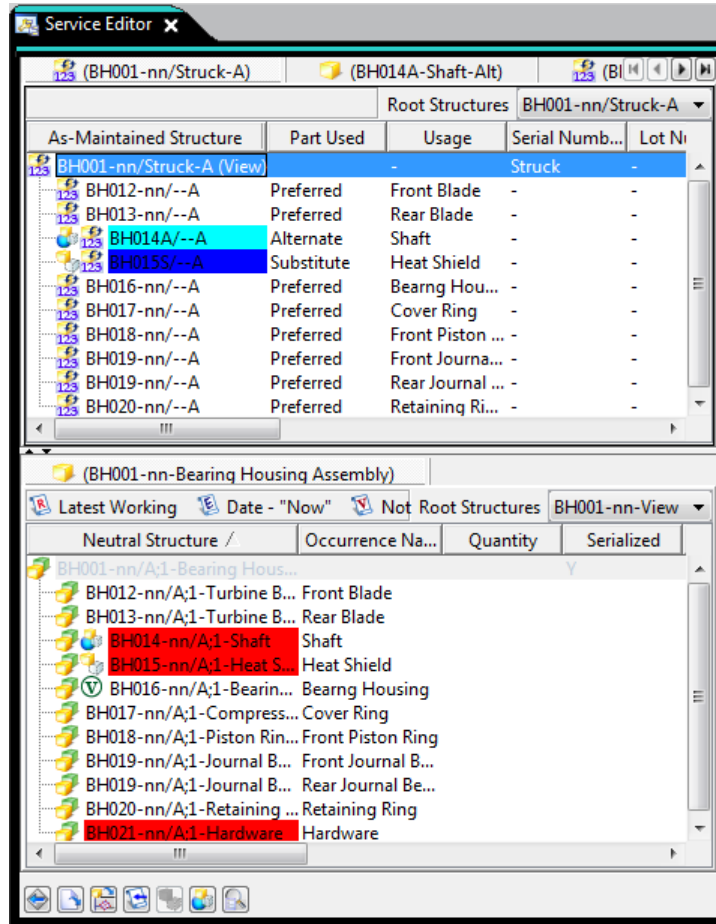 Service Editor
(BH001-nn/Struck-A) (BH014A-Shaft-Alt) (BI
Root Structures BH001-nn/Struck-A
As-Maintained Structure Part Used Usage Serial Numb... Lot Nu
BH001-nn/Struck-A (View) - Struck -
BH012-nn/--A Preferred Front Blade - -
BH013-nn/--A Preferred Rear Blade - -
BH014A/--A Alternate Shaft - -
BH015S/--A Substitute Heat Shield - -
BH016-nn/--A Preferred Bearng Hou... - -
BH017-nn/--A Preferred Cover Ring - -
BH018-nn/--A Preferred Front Piston ... - -
BH019-nn/--A Preferred Front Journa... - -
BH019-nn/--A Preferred Rear Journal ... - -
BH020-nn/--A Preferred Retaining Ri... - -
(BH001-nn-Bearing Housing Assembly)
Latest Working Date - "Now" Not Root Structures BH001-nn-View
Neutral Structure Occurrence Na... Quantity Serialized
BH001-nn/A;1-Bearing Hous... Y
BH012-nn/A;1-Turbine B... Front Blade
BH013-nn/A;1-Turbine B... Rear Blade
BH014-nn/A;1-Shaft Shaft
BH015-nn/A;1-Heat S... Heat Shield
BH016-nn/A;1-Bearin... Bearng Housing
BH017-nn/A;1-Compress... Cover Ring
BH018-nn/A;1-Piston Rin... Front Piston Ring
BH019-nn/A;1-Journal B... Front Journal B...
BH019-nn/A;1-Journal B... Rear Journal Be...
BH020-nn/A;1-Retaining ... Retaining Ring
BH021-nn/A;1-Hardware Hardware